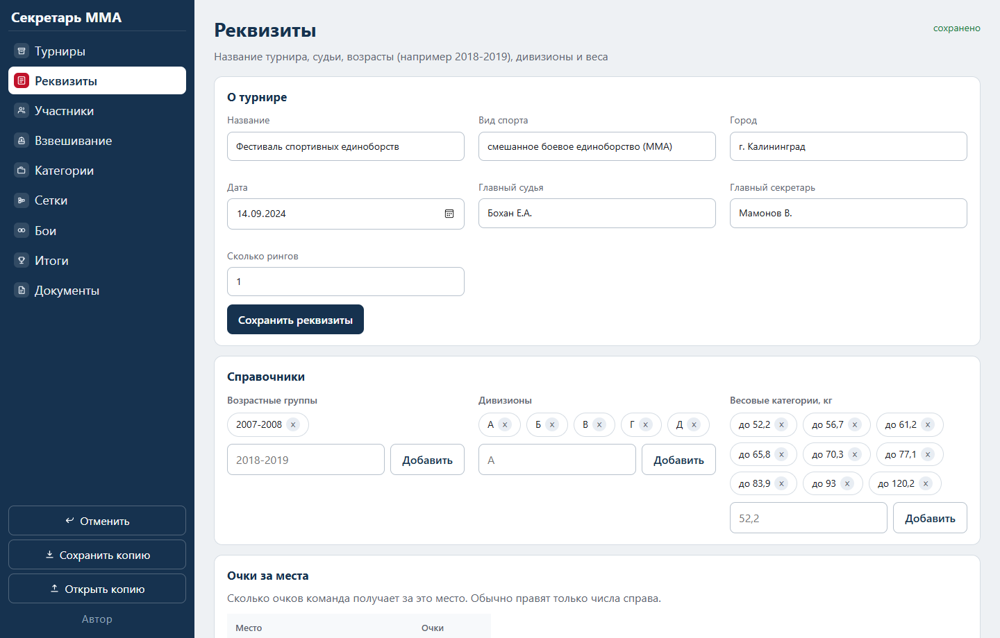 Секретарь ММА
Турниры
Реквизиты
Участники
Взвешивание
Категории
Сетки
Бои
Итоги
Документы
Отменить
Сохранить копию
Открыть копию
Автор
Реквизиты
сохранено
Название турнира, судьи, возрасты (например 2018-2019), дивизионы и веса
О турнире
Название
Вид спорта
Город
Фестиваль спортивных единоборств
смешанное боевое единоборство (ММА)
г. Калининград
Дата
Главный судья
Главный секретарь
14.09.2024
Бохан Е.А.
Мамонов В.
Сколько рингов
1
Сохранить реквизиты
Справочники
Возрастные группы
2007-2008 x
2018-2019
Добавить
Дивизионы
А x Б x В x Г x Д x
А
Добавить
Весовые категории, кг
до 52,2 x до 56,7 x до 61,2 x
до 65,8 x до 70,3 x до 77,1 x
до 83,9 x до 93 x до 120,2 x
52,2
Добавить
Очки за места
Сколько очков команда получает за это место. Обычно правят только числа справа.
Место Очки